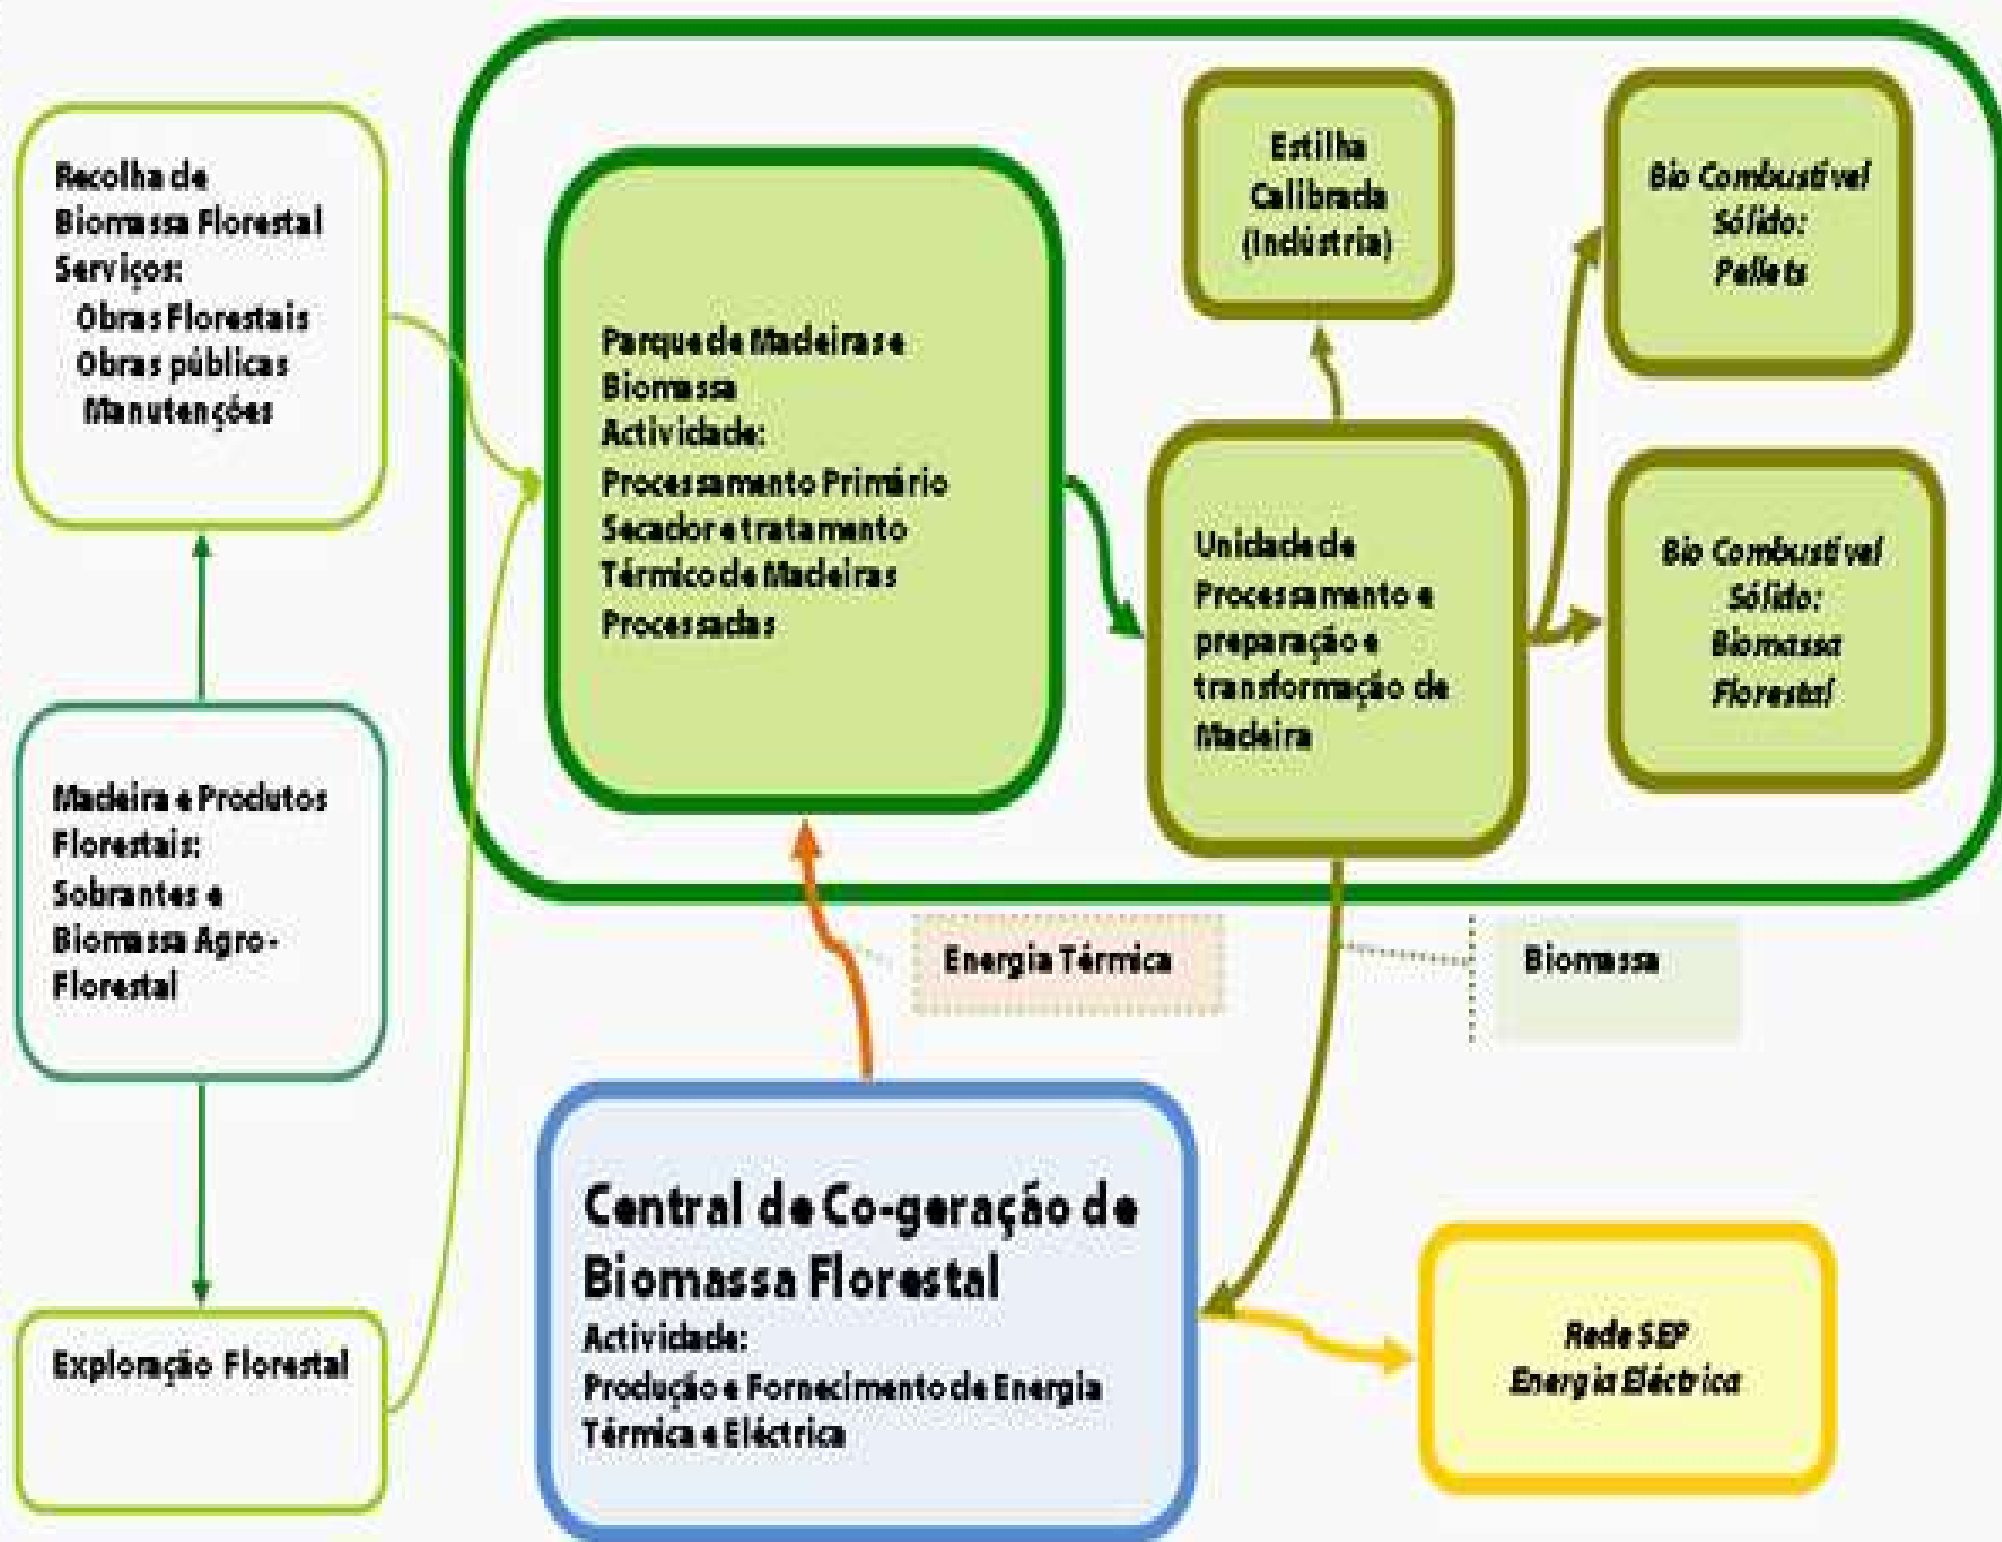 Recolha de
Biomassa Florestal
Serviços:
Obras Florestais
Obras públicas
Manutenções
Madeira e Produtos
Florestais:
Sobrantes e
Biomassa Agro-
Florestal
Exploração Florestal
Parque de Madeiras e
Biomassa
Actividade:
Processamento Primário
Secador e tratamento
Térmico de Madeiras
Processadas
Estilha
Calibrada
(Indústria)
Bio Combustível
Sólido:
Pellets
Unidade de
Processamento e
preparação e
transformação de
Madeira
Bio Combustível
Sólido:
Biomassa
Florestal
Energia Térmica
Biomassa
Central de Co-geração de
Biomassa Florestal
Actividade:
Produção e Fornecimento de Energia
Térmica e Eléctrica
Rede SEP
Energia Eléctrica